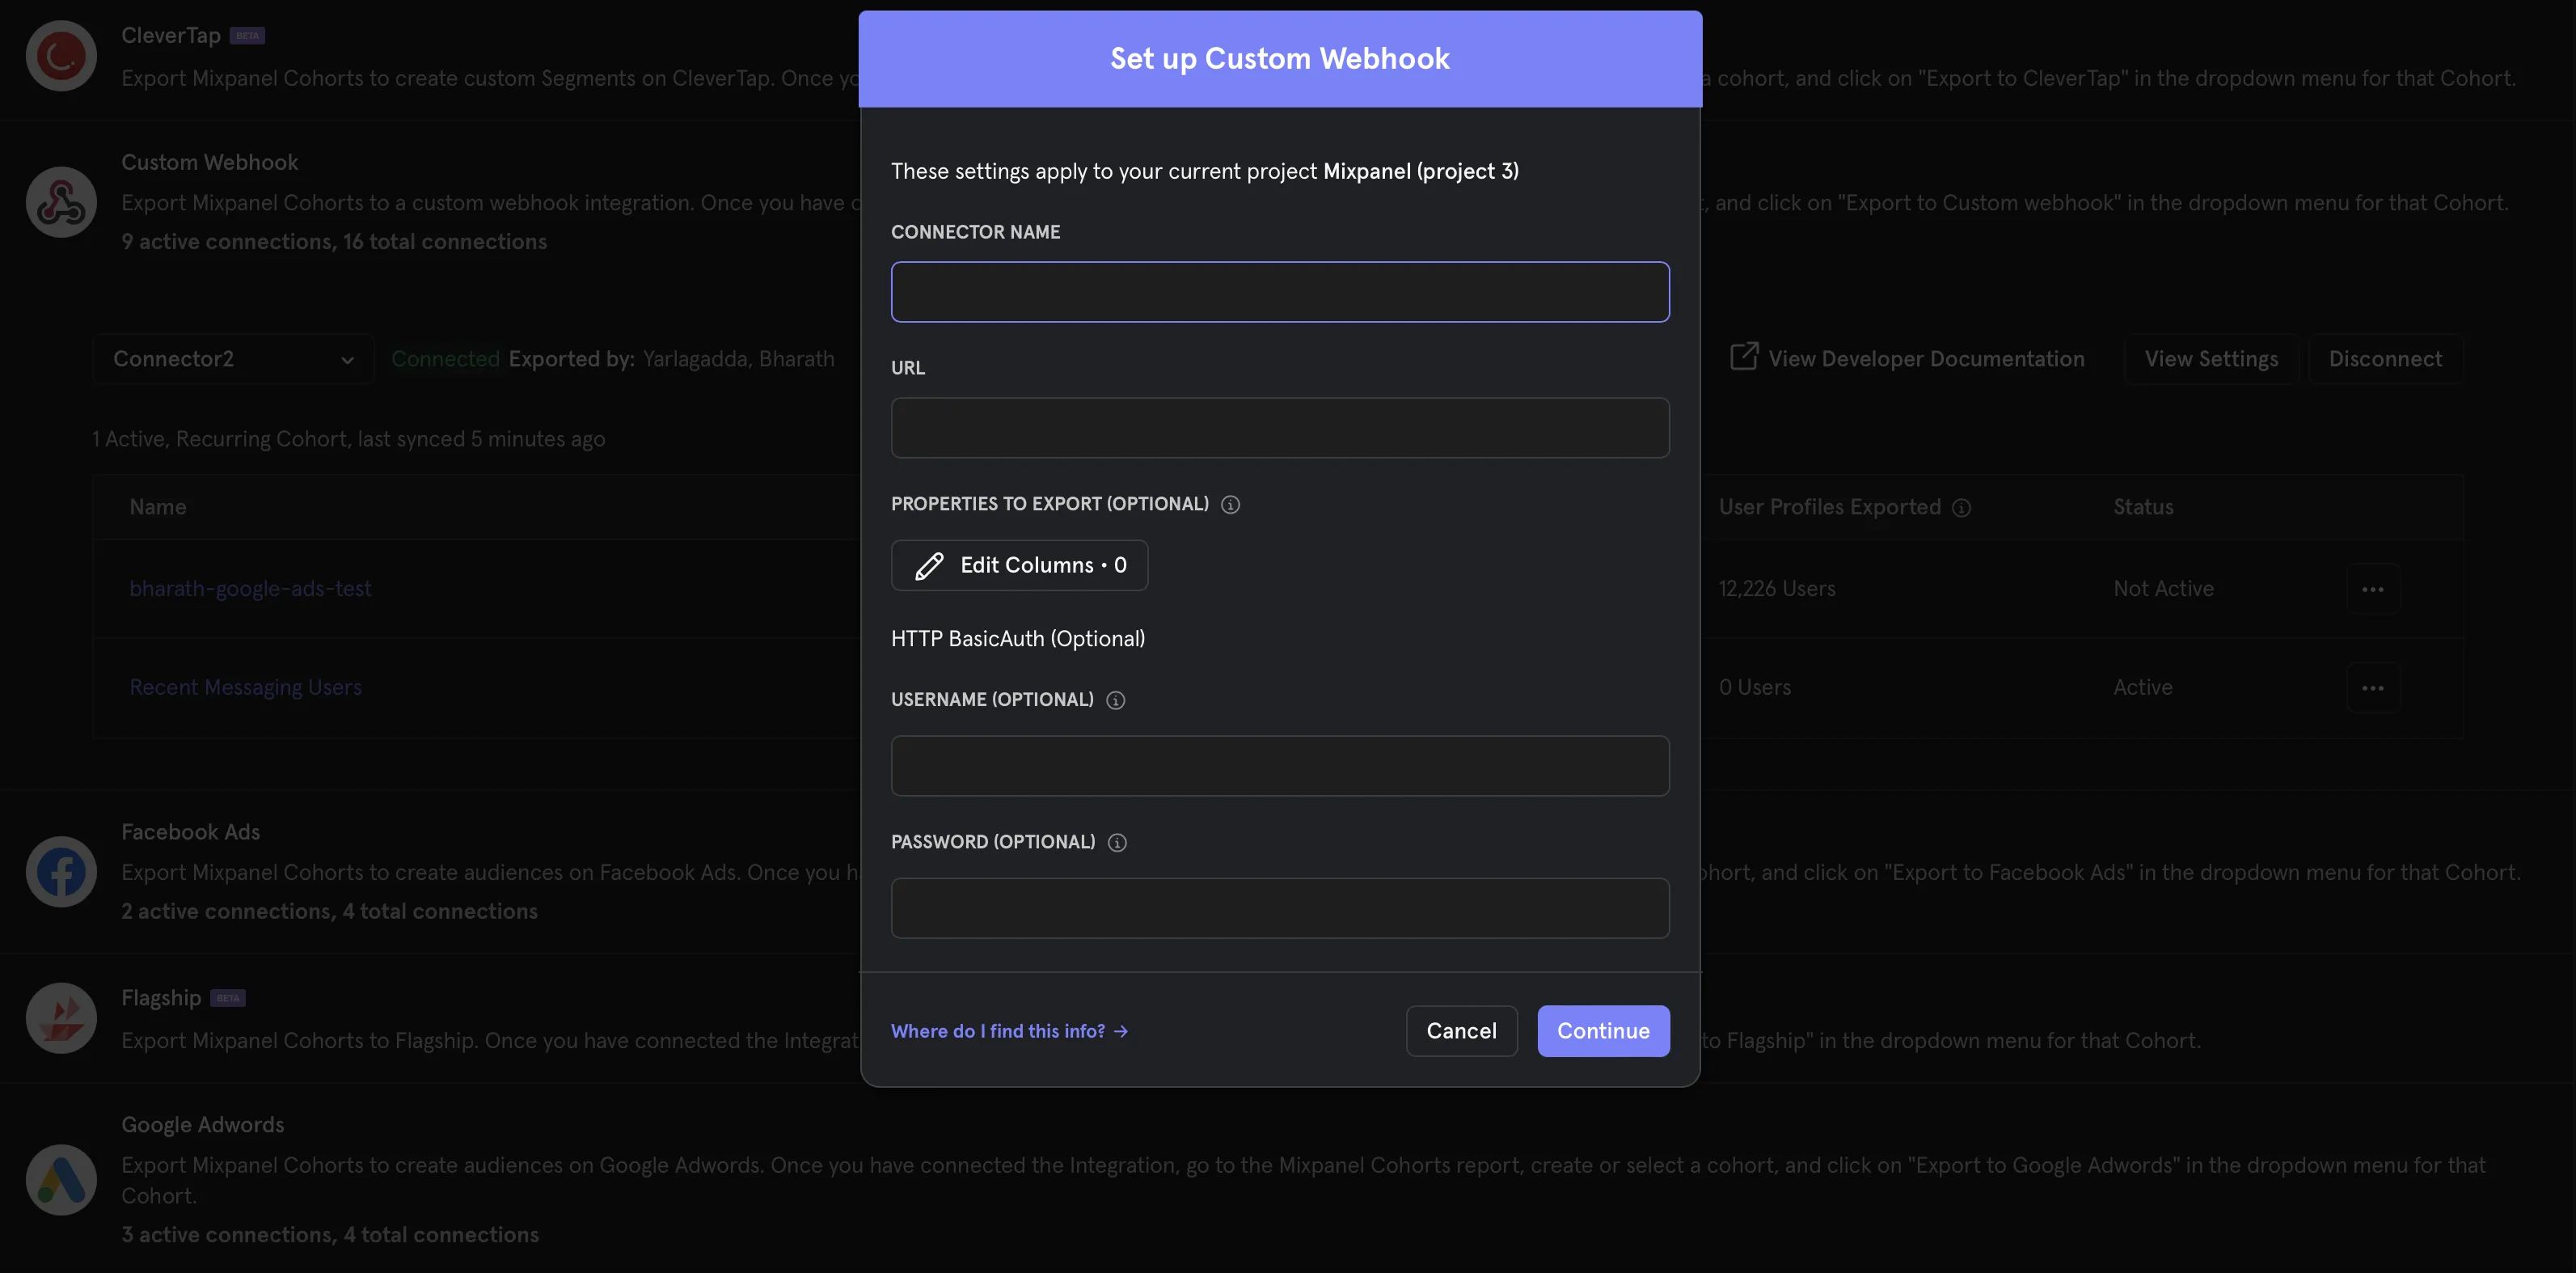 CleverTap BETA
Export Mixpanel Cohorts to create custom Segments on CleverTap. Once yo
a cohort, and click on "Export to CleverTap" in the dropdown menu for that Cohort.
Custom Webhook
Export Mixpanel Cohorts to a custom webhook integration. Once you have c
, and click on "Export to Custom webhook" in the dropdown menu for that Cohort.
9 active connections, 16 total connections
Connector2
Connected Exported by: Yarlagadda, Bharath
View Developer Documentation
View Settings
Disconnect
1 Active, Recurring Cohort, last synced 5 minutes ago
Name
User Profiles Exported
Status
bharath-google-ads-test
12,226 Users
Not Active
Recent Messaging Users
0 Users
Active
Facebook Ads
Export Mixpanel Cohorts to create audiences on Facebook Ads. Once you h
ohort, and click on "Export to Facebook Ads" in the dropdown menu for that Cohort.
2 active connections, 4 total connections
Flagship BETA
Export Mixpanel Cohorts to Flagship. Once you have connected the Integrat
to Flagship" in the dropdown menu for that Cohort.
Google Adwords
Export Mixpanel Cohorts to create audiences on Google Adwords. Once you have connected the Integration, go to the Mixpanel Cohorts report, create or select a cohort, and click on "Export to Google Adwords" in the dropdown menu for that
Cohort.
3 active connections, 4 total connections
Set up Custom Webhook
These settings apply to your current project Mixpanel (project 3)
CONNECTOR NAME
URL
PROPERTIES TO EXPORT (OPTIONAL)
Edit Columns • 0
HTTP BasicAuth (Optional)
USERNAME (OPTIONAL)
PASSWORD (OPTIONAL)
Where do I find this info? →
Cancel
Continue